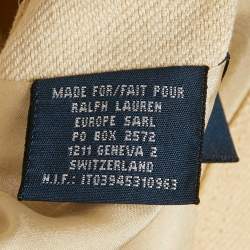 MADE FOR/FAIT POUR
RALPH LAUREN
EUROPE SARL
PO BOX 2572
1211 GENEVA 2
SWITZERLAND
N.I.F.: IT03945310963